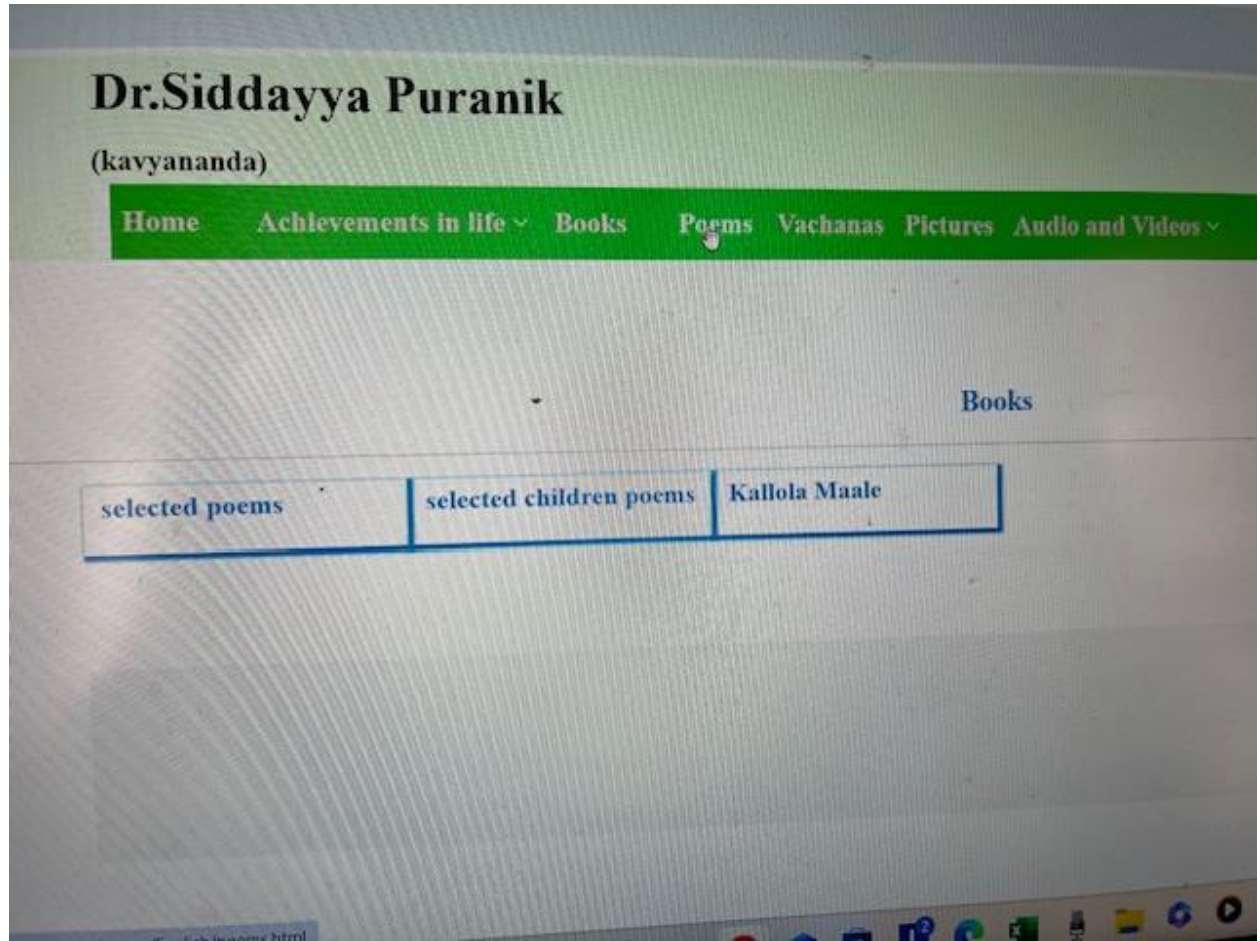 Dr.Siddayya Puranik
(kavyananda)
Home Achievements in life Books Poems Vachanas Pictures Audio and Videos
Books
selected poems selected children poems Kallola Maale